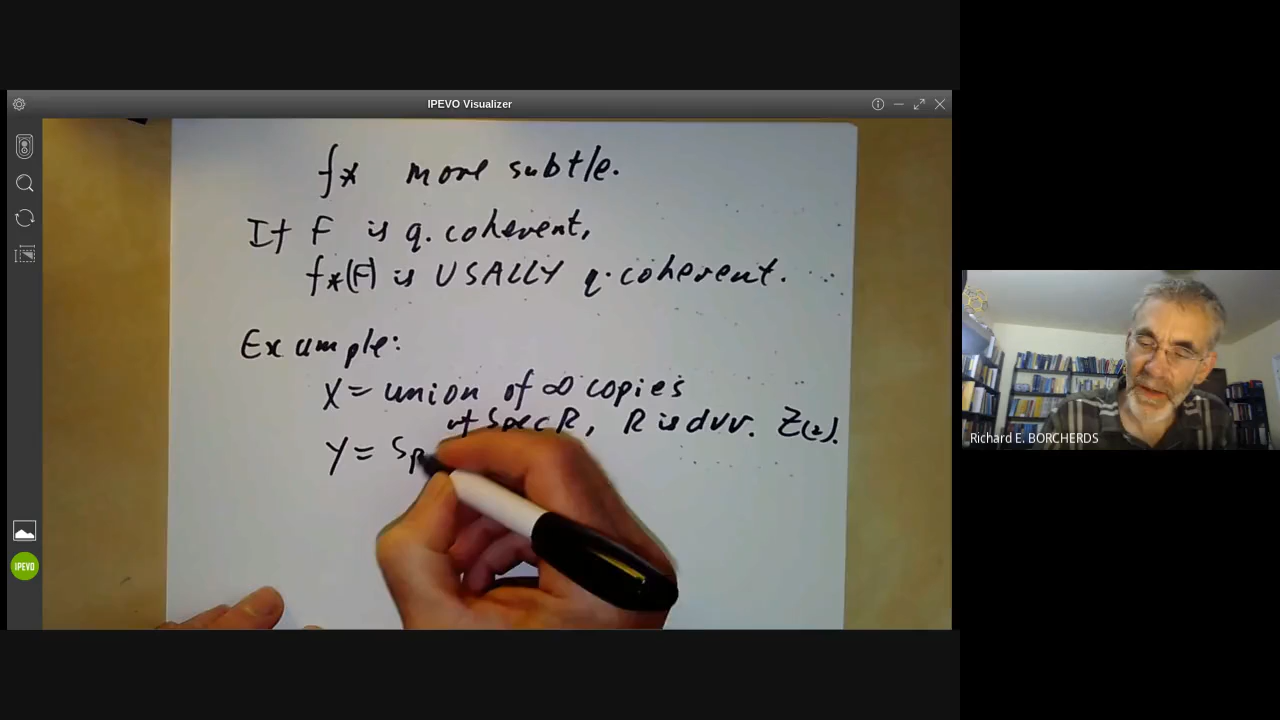 IPEVO Visualizer
f* more subtle.
If F is q. coherent,
f*(F) is USALLY q. coherent.
Example:
X = union of ∞ copies
of Spec R, R is dvr. Z(2).
Y = Sp
Richard E. BORCHERDS
IPEVO